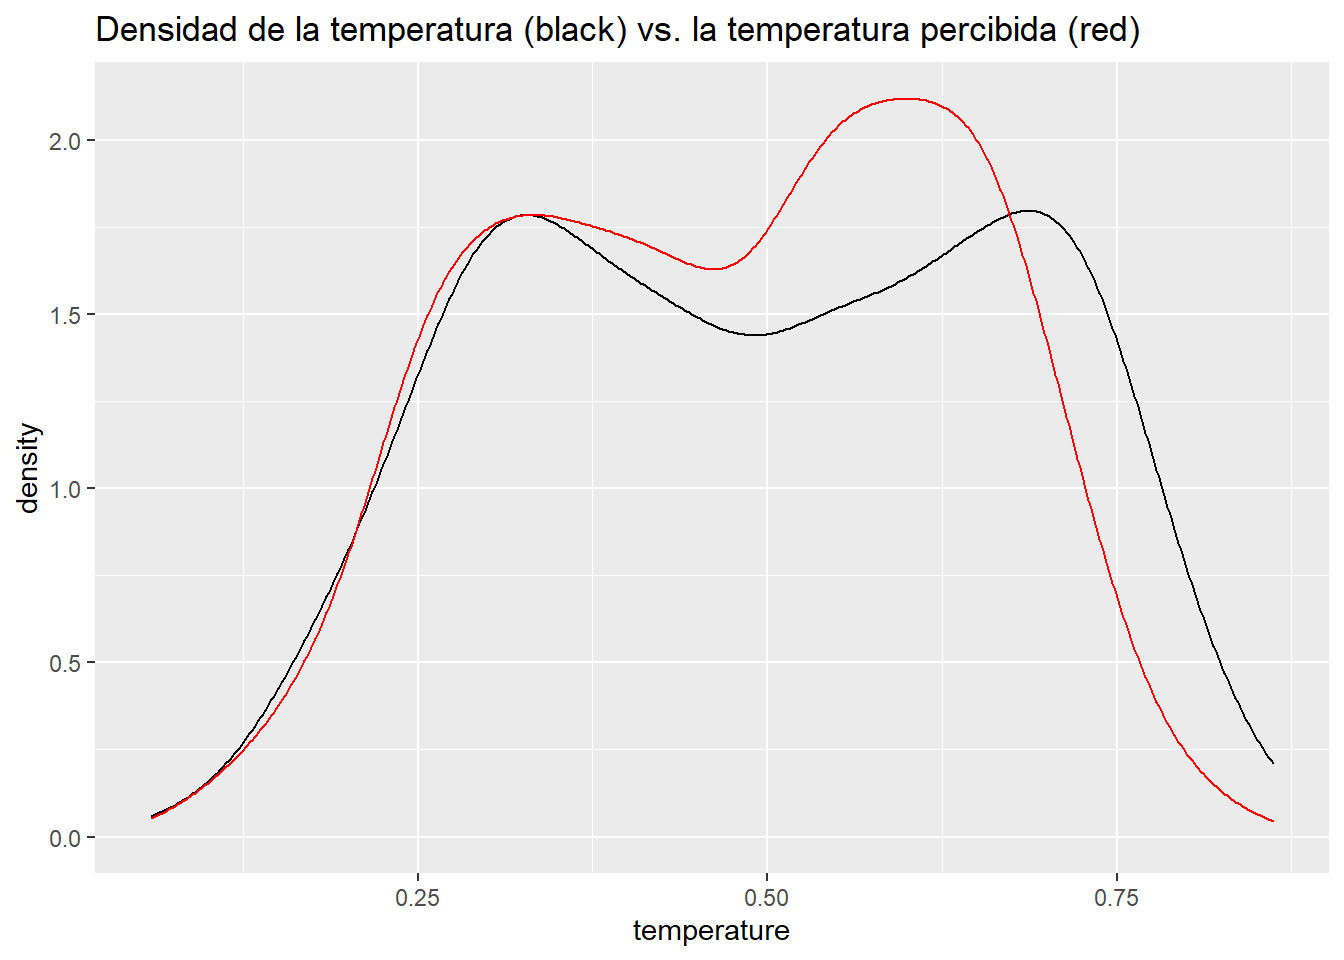 Densidad de la temperatura (black) vs. la temperatura percibida (red)
2.0
1.5
1.0
0.5
0.0
density
0.25 0.50 0.75
temperature